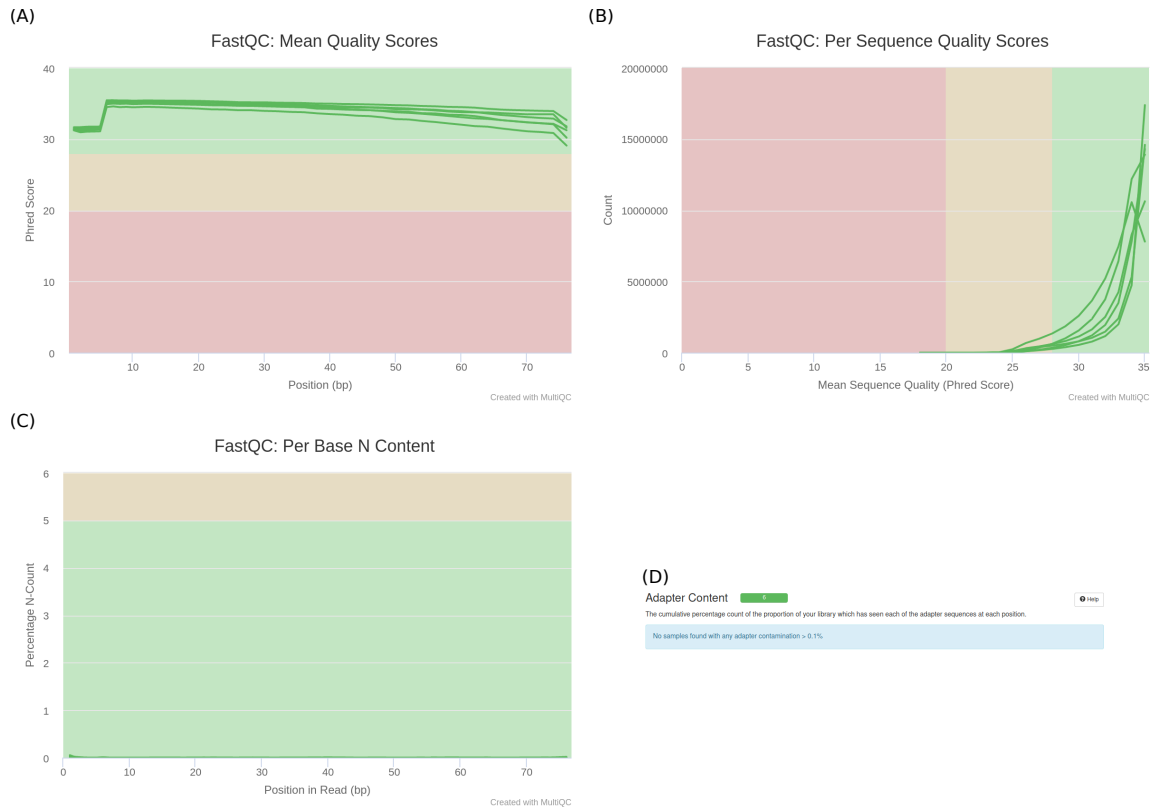 (A)
FastQC: Mean Quality Scores
40
30
20
10
0
Phred Score
10 20 30 40 50 60 70
Position (bp)
Created with MultiQC
(B)
FastQC: Per Sequence Quality Scores
20000000
15000000
10000000
5000000
0
Count
0 5 10 15 20 25 30 35
Mean Sequence Quality (Phred Score)
Created with MultiQC
(C)
FastQC: Per Base N Content
6
5
4
3
2
1
0
Percentage N-Count
0 10 20 30 40 50 60 70
Position in Read (bp)
Created with MultiQC
(D)
Adapter Content 6 Help
The cumulative percentage count of the proportion of your library which has seen each of the adapter sequences at each position.
No samples found with any adapter contamination > 0.1%